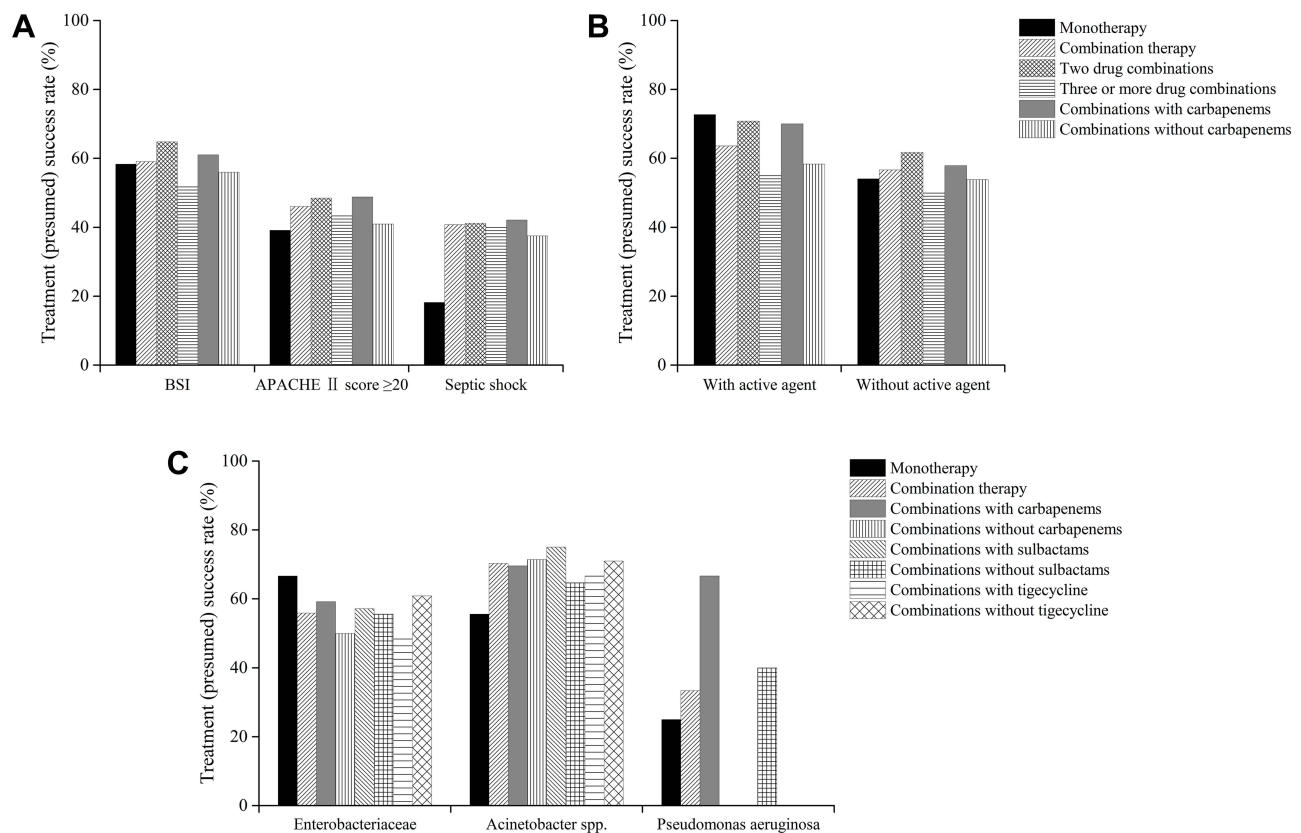 A
Treatment (presumed) success rate (%)
100
80
60
40
20
0
BSI
APACHE Ⅱ score ≥20
Septic shock
B
Treatment (presumed) success rate (%)
100
80
60
40
20
0
With active agent
Without active agent
Monotherapy
Combination therapy
Two drug combinations
Three or more drug combinations
Combinations with carbapenems
Combinations without carbapenems
C
Treatment (presumed) success rate (%)
100
80
60
40
20
0
Enterobacteriaceae
Acinetobacter spp.
Pseudomonas aeruginosa
Monotherapy
Combination therapy
Combinations with carbapenems
Combinations without carbapenems
Combinations with sulbactams
Combinations without sulbactams
Combinations with tigecycline
Combinations without tigecycline